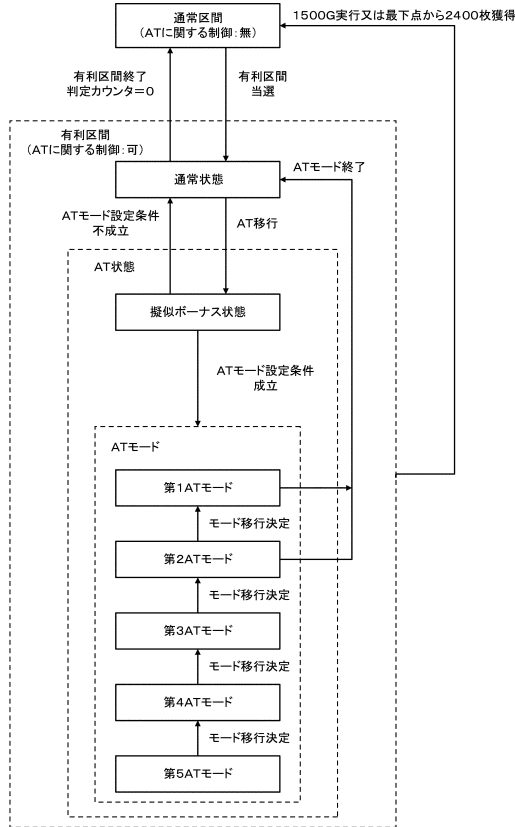 通常区間
(ATに関する制御：無)
1500G実行又は最下点から2400枚獲得
有利区間終了
判定カウンタ＝0
有利区間
当選
有利区間
(ATに関する制御：可)
通常状態
ATモード終了
ATモード設定条件
不成立
AT移行
AT状態
擬似ボーナス状態
ATモード設定条件
成立
ATモード
第1ATモード
モード移行決定
第2ATモード
モード移行決定
第3ATモード
モード移行決定
第4ATモード
モード移行決定
第5ATモード